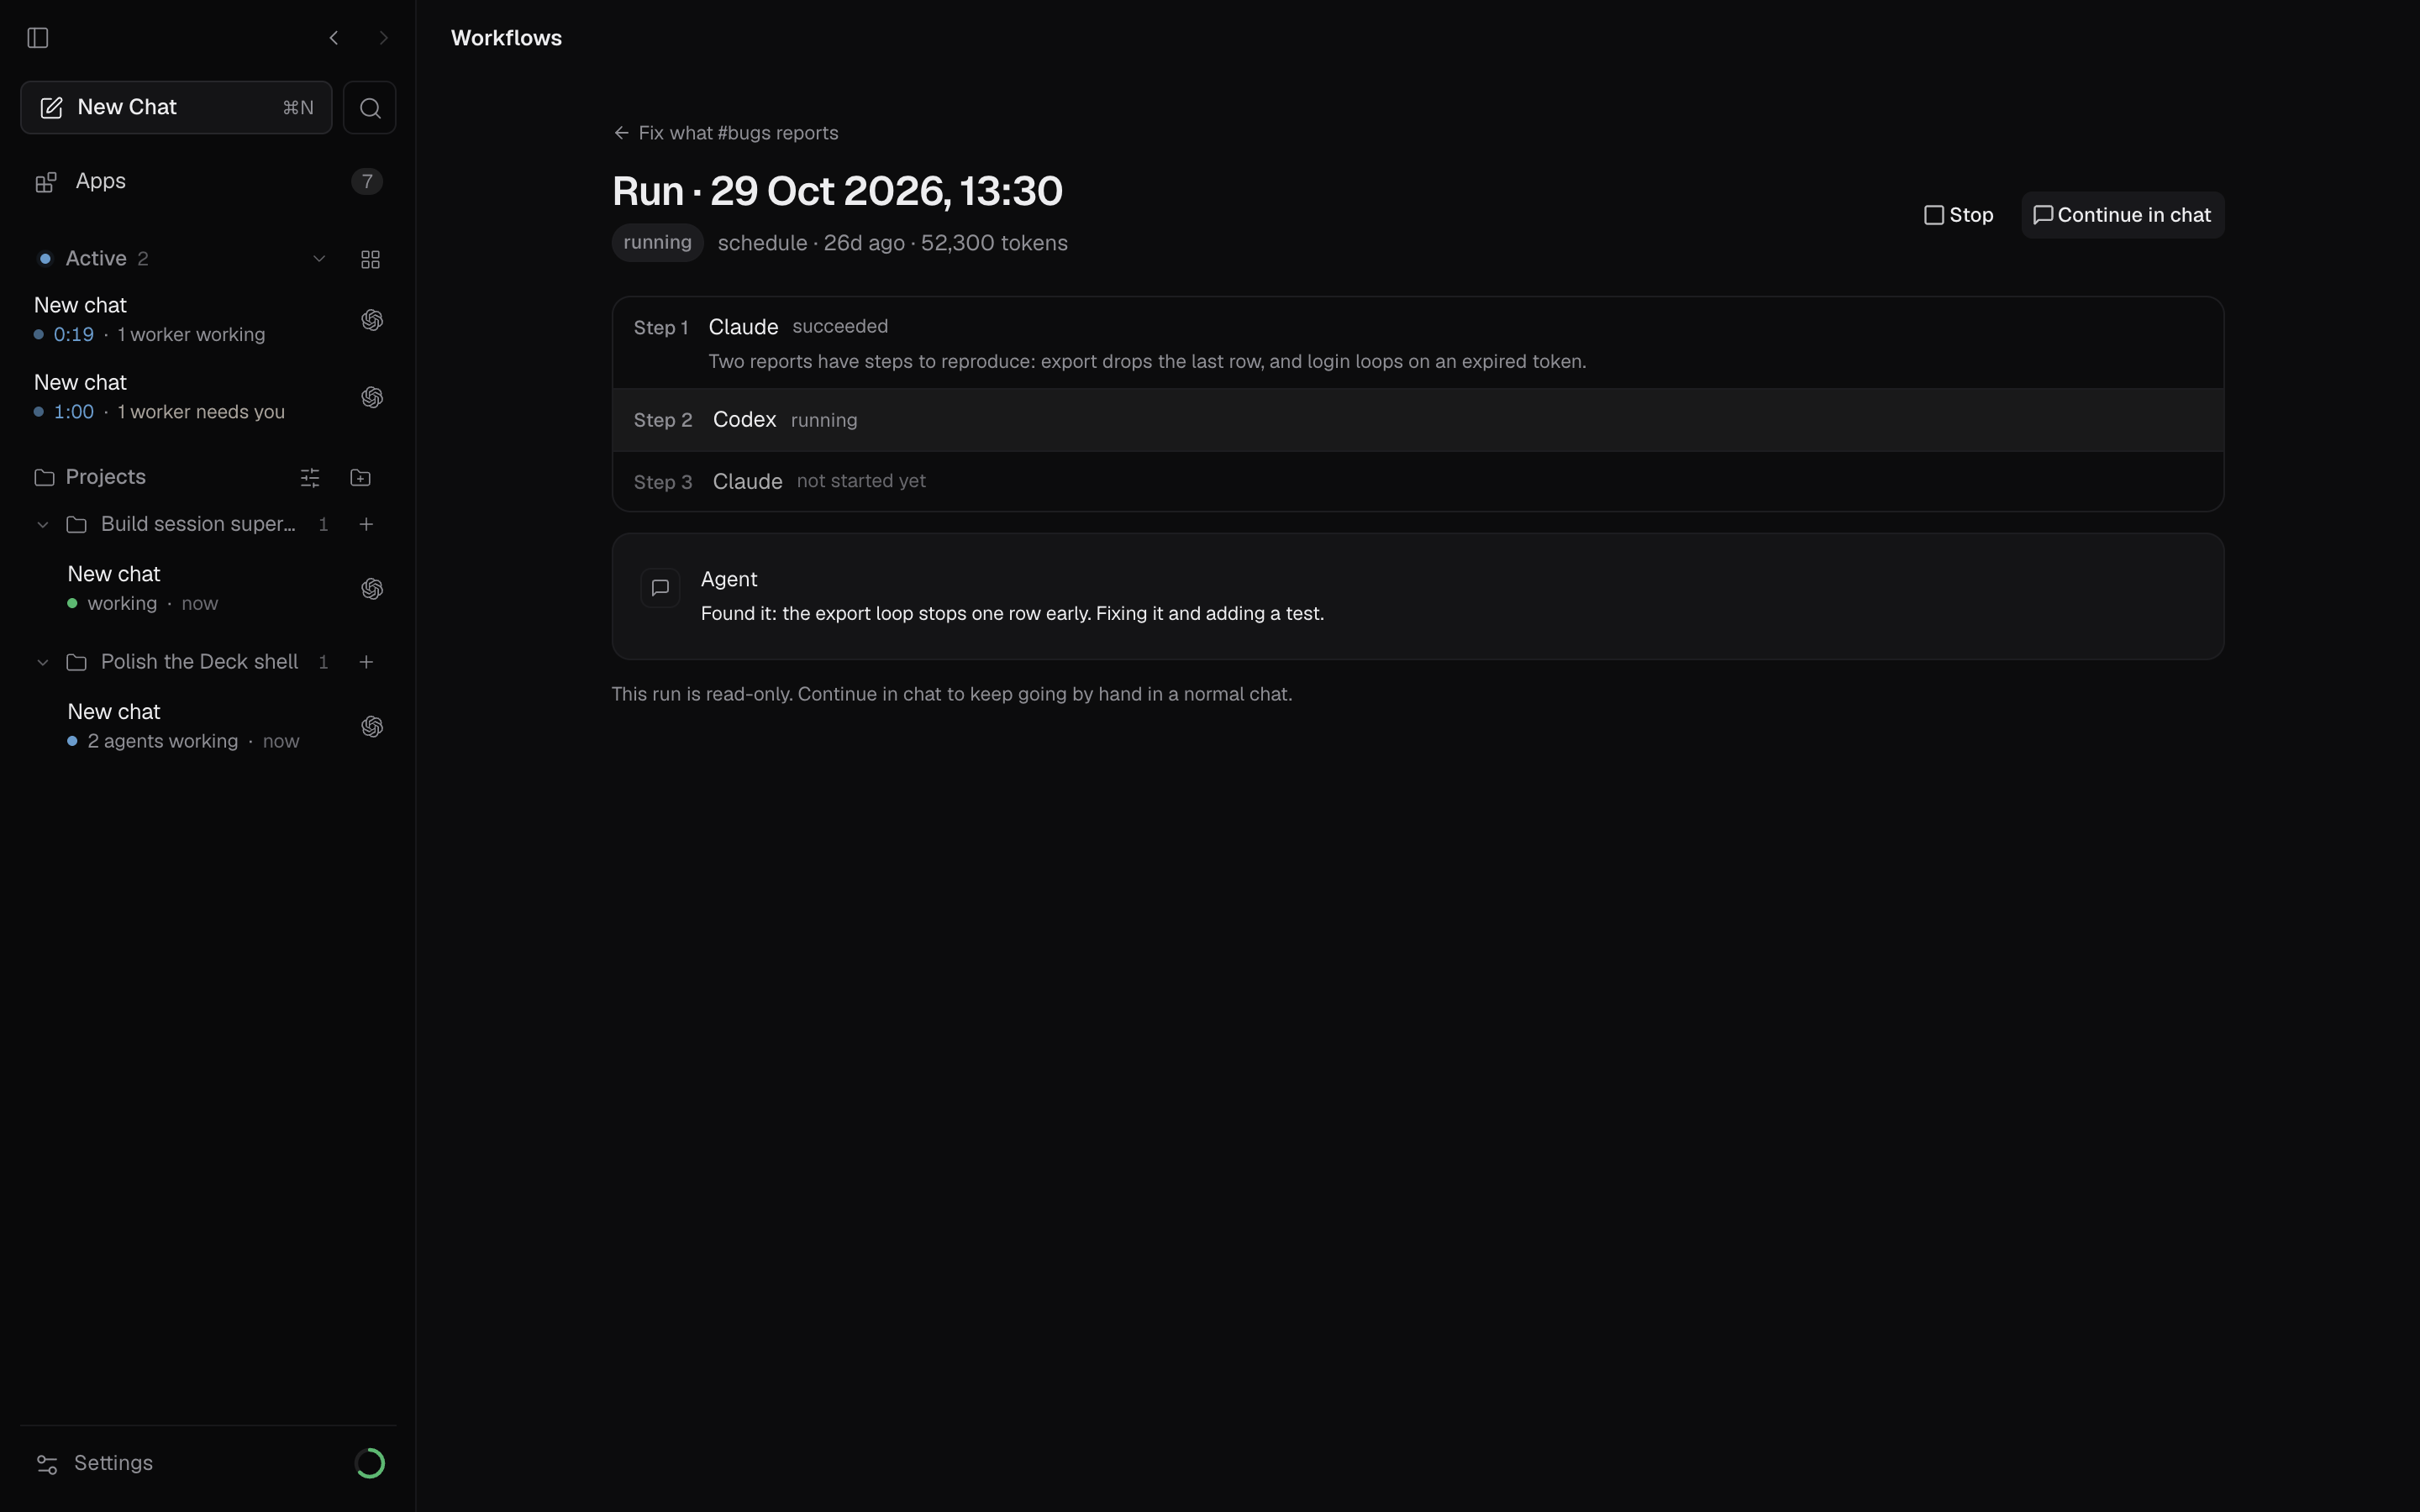 Workflows
New Chat ⌘N
Apps 7
Active 2
New chat
0:19 · 1 worker working
New chat
1:00 · 1 worker needs you
Projects
Build session super... 1
New chat
working · now
Polish the Deck shell 1
New chat
2 agents working · now
Settings
← Fix what #bugs reports
Run · 29 Oct 2026, 13:30
running schedule · 26d ago · 52,300 tokens
Stop
Continue in chat
Step 1 Claude succeeded
Two reports have steps to reproduce: export drops the last row, and login loops on an expired token.
Step 2 Codex running
Step 3 Claude not started yet
Agent
Found it: the export loop stops one row early. Fixing it and adding a test.
This run is read-only. Continue in chat to keep going by hand in a normal chat.